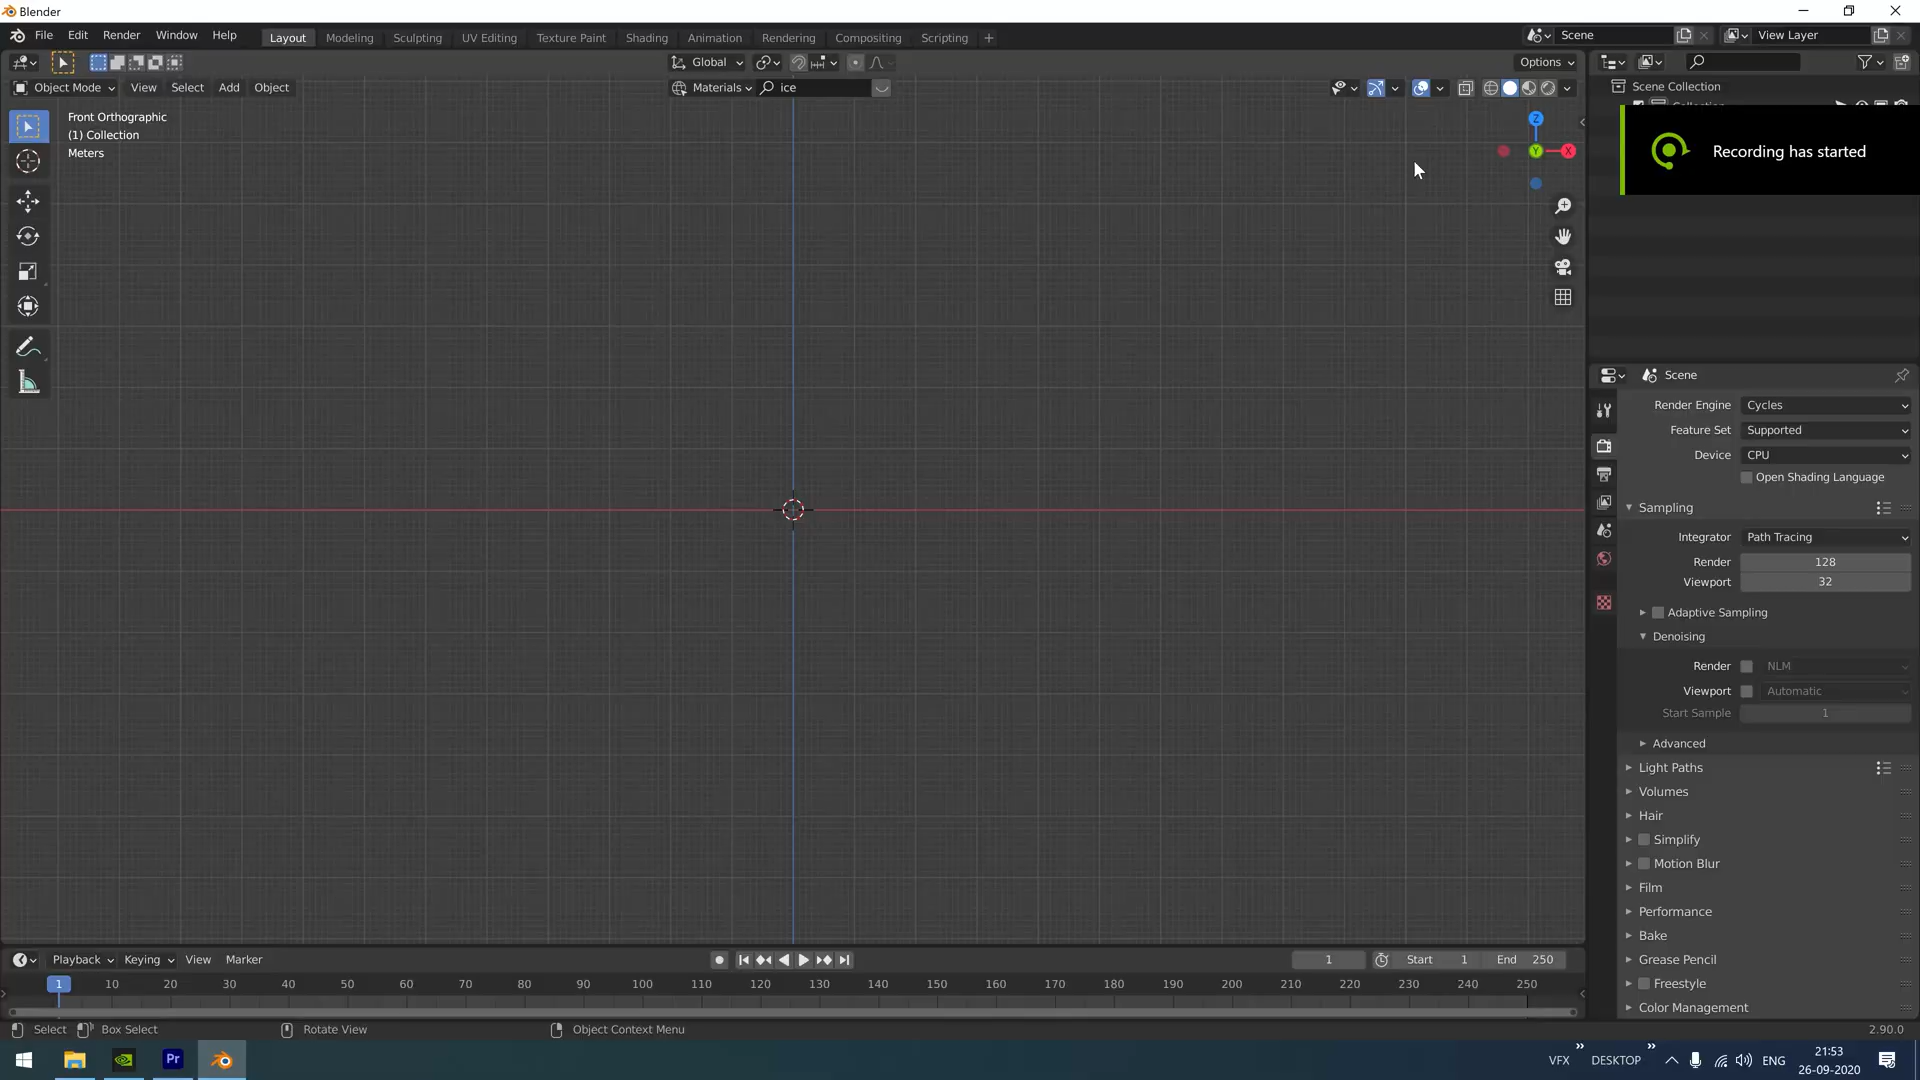 Blender
File Edit Render Window Help Layout Modeling Sculpting UV Editing Texture Paint Shading Animation Rendering Compositing Scripting +
Scene View Layer
Global Options
Object Mode View Select Add Object Materials ice
Front Orthographic
(1) Collection
Meters
Z
Y
X
Scene Collection
Recording has started
Scene
Render Engine Cycles
Feature Set Supported
Device CPU
Open Shading Language
Sampling
Integrator Path Tracing
Render 128
Viewport 32
Adaptive Sampling
Denoising
Render NLM
Viewport Automatic
Start Sample 1
Advanced
Light Paths
Volumes
Hair
Simplify
Motion Blur
Film
Performance
Bake
Grease Pencil
Freestyle
Color Management
Playback Keying View Marker 1 Start 1 End 250
1 10 20 30 40 50 60 70 80 90 100 110 120 130 140 150 160 170 180 190 200 210 220 230 240 250
Select Box Select Rotate View Object Context Menu 2.90.0
Pr VFX » DESKTOP » ENG
21:53
26-09-2020